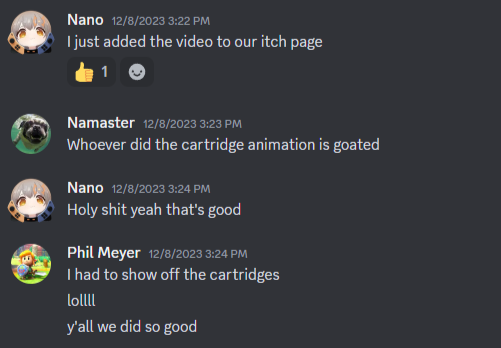 Nano 12/8/2023 3:22 PM
I just added the video to our itch page
👍 1
Namaster 12/8/2023 3:23 PM
Whoever did the cartridge animation is goated
Nano 12/8/2023 3:24 PM
Holy shit yeah that's good
Phil Meyer 12/8/2023 3:24 PM
I had to show off the cartridges
lollll
y'all we did so good